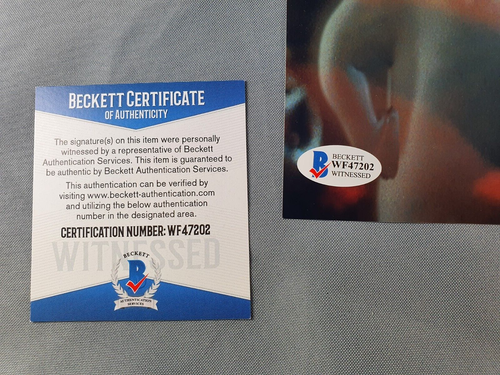 BECKETT CERTIFICATE
OF AUTHENTICITY
The signature(s) on this item were personally
witnessed by a representative of Beckett
Authentication Services. This item is guaranteed to
be authentic by Beckett Authentication Services.
This authentication can be verified by
visiting www.beckett-authentication.com
and utilizing the below authentication
number in the designated area.
CERTIFICATION NUMBER: WF47202
WITNESSED
BECKETT
B
AUTHENTICATION
SERVICES
B
BECKETT
WF47202
WITNESSED